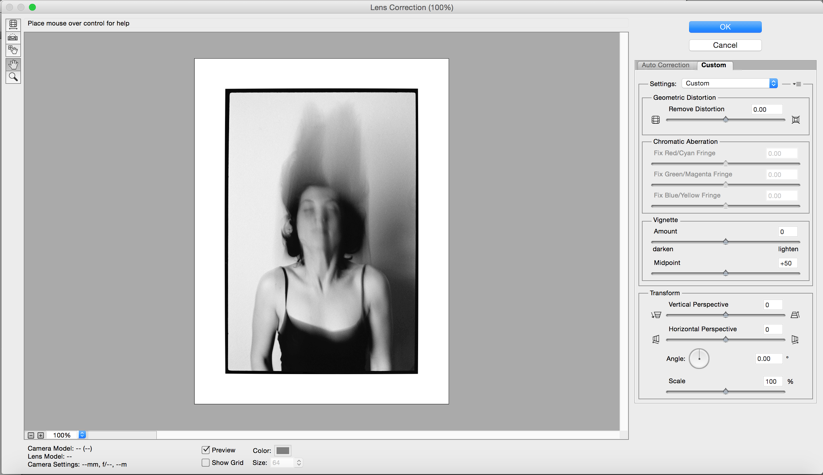 Lens Correction (100%)
Place mouse over control for help
OK
Cancel
Auto Correction Custom
Settings: Custom
Geometric Distortion
Remove Distortion 0.00
Chromatic Aberration
Fix Red/Cyan Fringe 0.00
Fix Green/Magenta Fringe 0.00
Fix Blue/Yellow Fringe 0.00
Vignette
Amount 0
darken lighten
Midpoint +50
Transform
Vertical Perspective 0
Horizontal Perspective 0
Angle: 0.00 °
Scale 100 %
100%
Camera Model: -- (--)
Lens Model: --
Camera Settings: --mm, f/--, --m
Preview Color:
Show Grid Size: 64